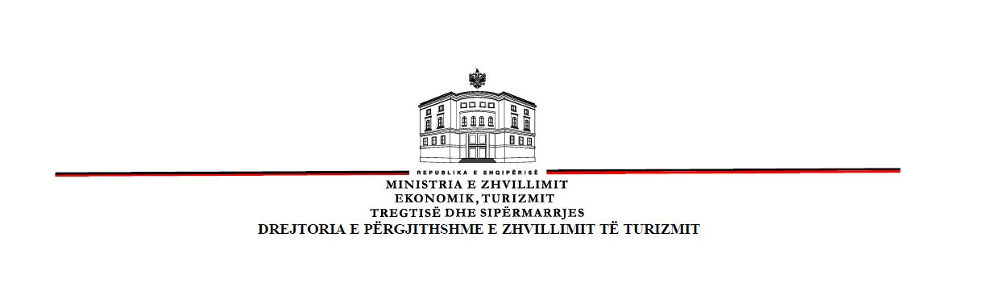 REPUBLIKA E SHQIPËRISË
MINISTRIA E ZHVILLIMIT
EKONOMIK, TURIZMIT
TREGTISË DHE SIPËRMARRJES
DREJTORIA E PËRGJITHSHME E ZHVILLIMIT TË TURIZMIT